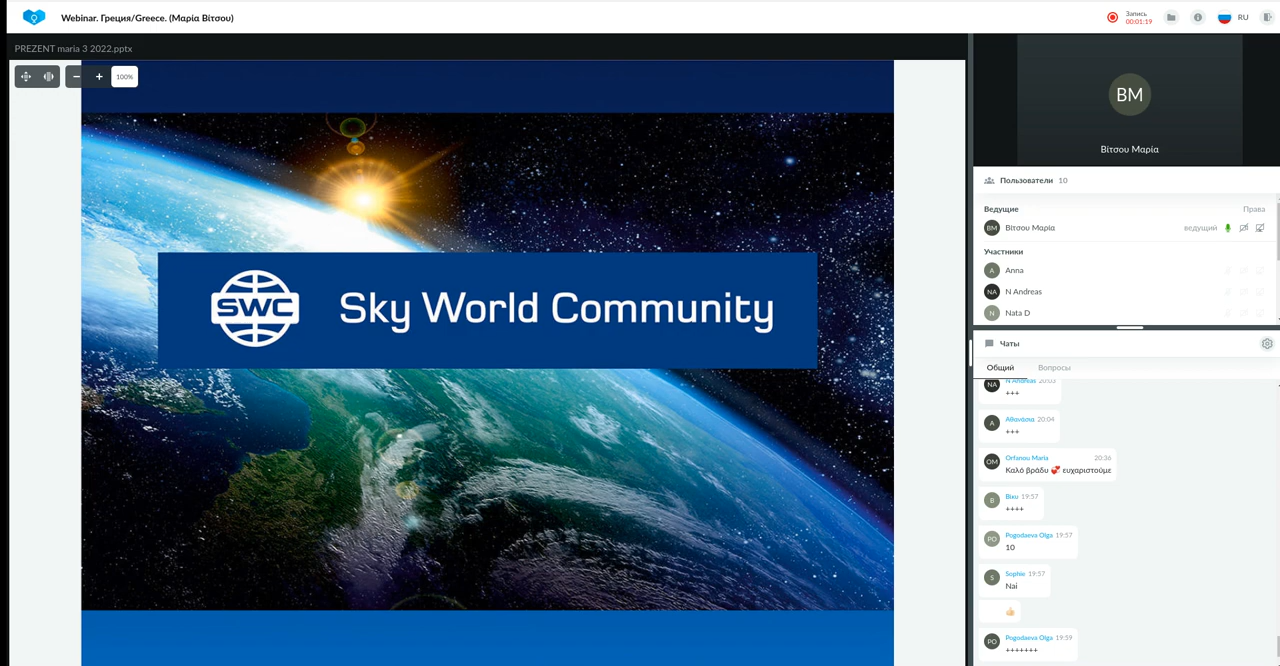 Webinar. Греция/Greece. (Μαρία Βίτσου)
Запись
00:01:19
RU
PREZENT maria 3 2022.pptx
100%
SWC
Sky World Community
BM
Βίτσου Μαρία
Пользователи 10
Ведущие Права
BM Βίτσου Μαρία ведущий
Участники
A Anna
NA N Andreas
N Nata D
Чаты
Общий Вопросы
NA N Andreas 20:03
+++
A Αθανάσια 20:04
+++
OM Orfanou Maria 20:36
Καλό βράδυ 💞 ευχαριστούμε
B Βίκυ 19:57
++++
PO Pogodaeva Olga 19:57
10
S Sophie 19:57
Nai
👍🏻
PO Pogodaeva Olga 19:59
+++++++